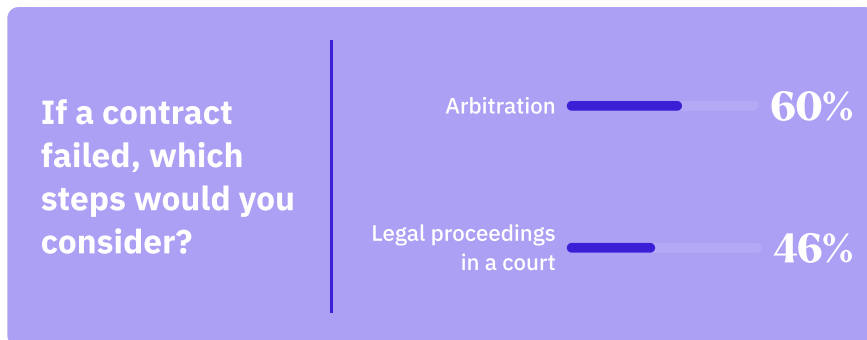 If a contract
failed, which
steps would you
consider?
Arbitration
60%
Legal proceedings
in a court
46%